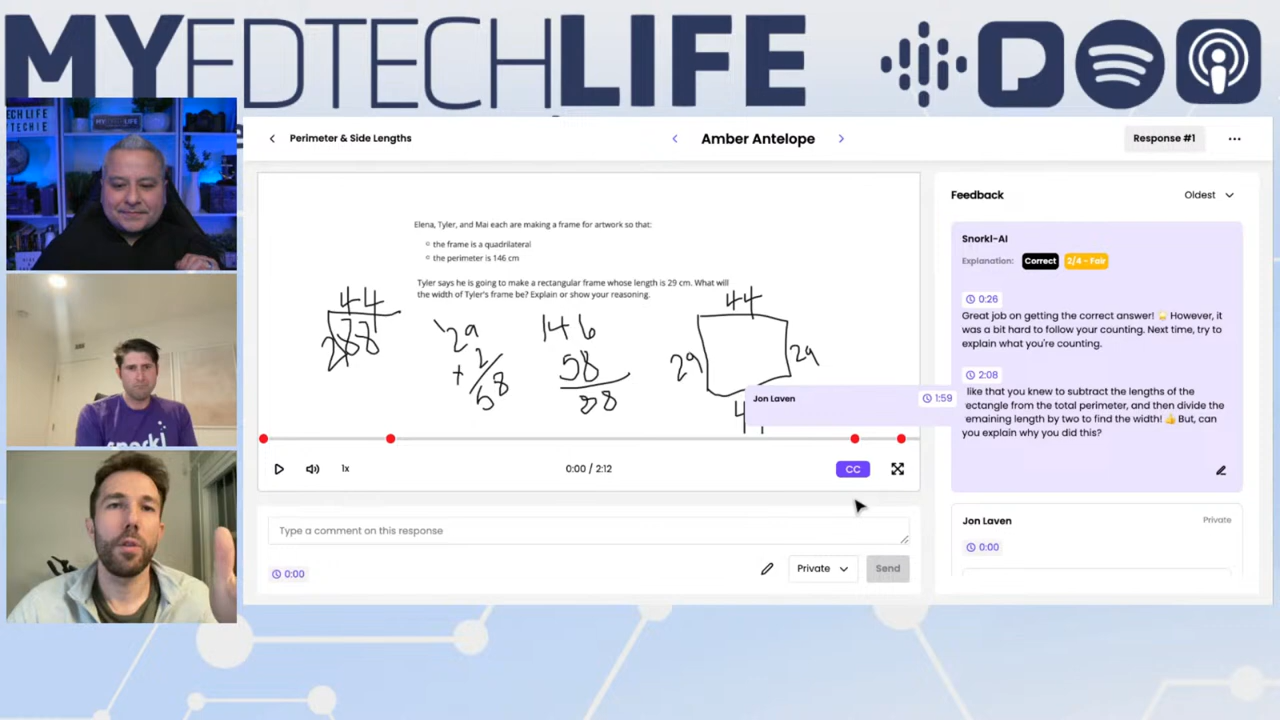 MYEDTECHLIFE
TECH LIFE
TECHIE
MYEDTECHLIFE
snorkl
Perimeter & Side Lengths
Amber Antelope
Response #1
Elena, Tyler, and Mai each are making a frame for artwork so that:
the frame is a quadrilateral
the perimeter is 146 cm
Tyler says he is going to make a rectangular frame whose length is 29 cm. What will
the width of Tyler's frame be? Explain or show your reasoning.
44
29
2
+
58
146
58
88
44
29
29
Jon Laven
1:59
1x
0:00 / 2:12
CC
Type a comment on this response
0:00
Private
Send
Feedback
Oldest
Snorkl-AI
Explanation:
Correct
2/4 - Fair
0:26
Great job on getting the correct answer! However, it
was a bit hard to follow your counting. Next time, try to
explain what you're counting.
2:08
like that you knew to subtract the lengths of the
ectangle from the total perimeter, and then divide the
emaining length by two to find the width! But, can
you explain why you did this?
Jon Laven
Private
0:00